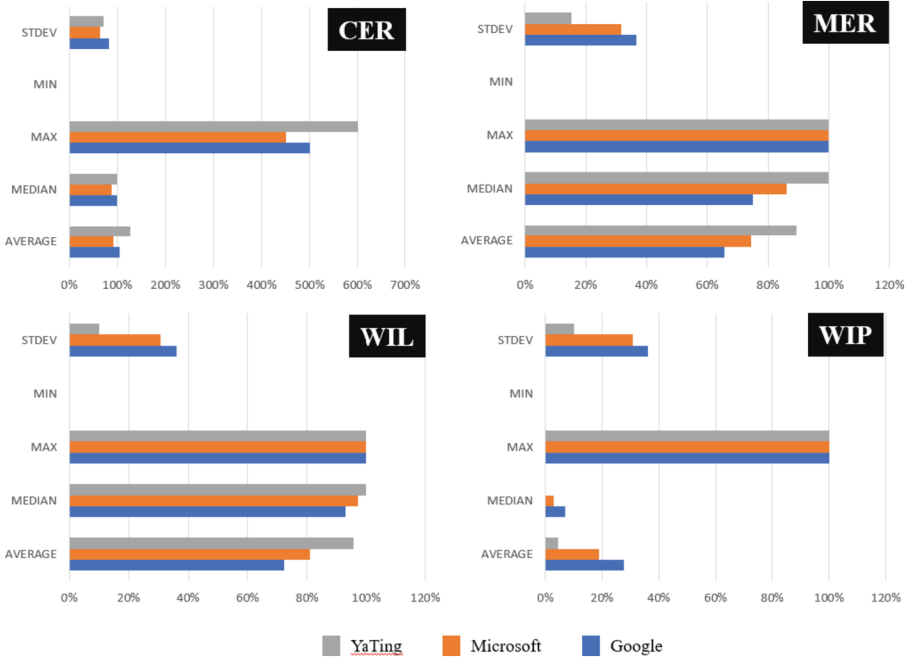 CER
STDEV
MIN
MAX
MEDIAN
AVERAGE
0% 100% 200% 300% 400% 500% 600% 700%
MER
STDEV
MIN
MAX
MEDIAN
AVERAGE
0% 20% 40% 60% 80% 100% 120%
WIL
STDEV
MIN
MAX
MEDIAN
AVERAGE
0% 20% 40% 60% 80% 100% 120%
WIP
STDEV
MIN
MAX
MEDIAN
AVERAGE
0% 20% 40% 60% 80% 100% 120%
YaTing Microsoft Google